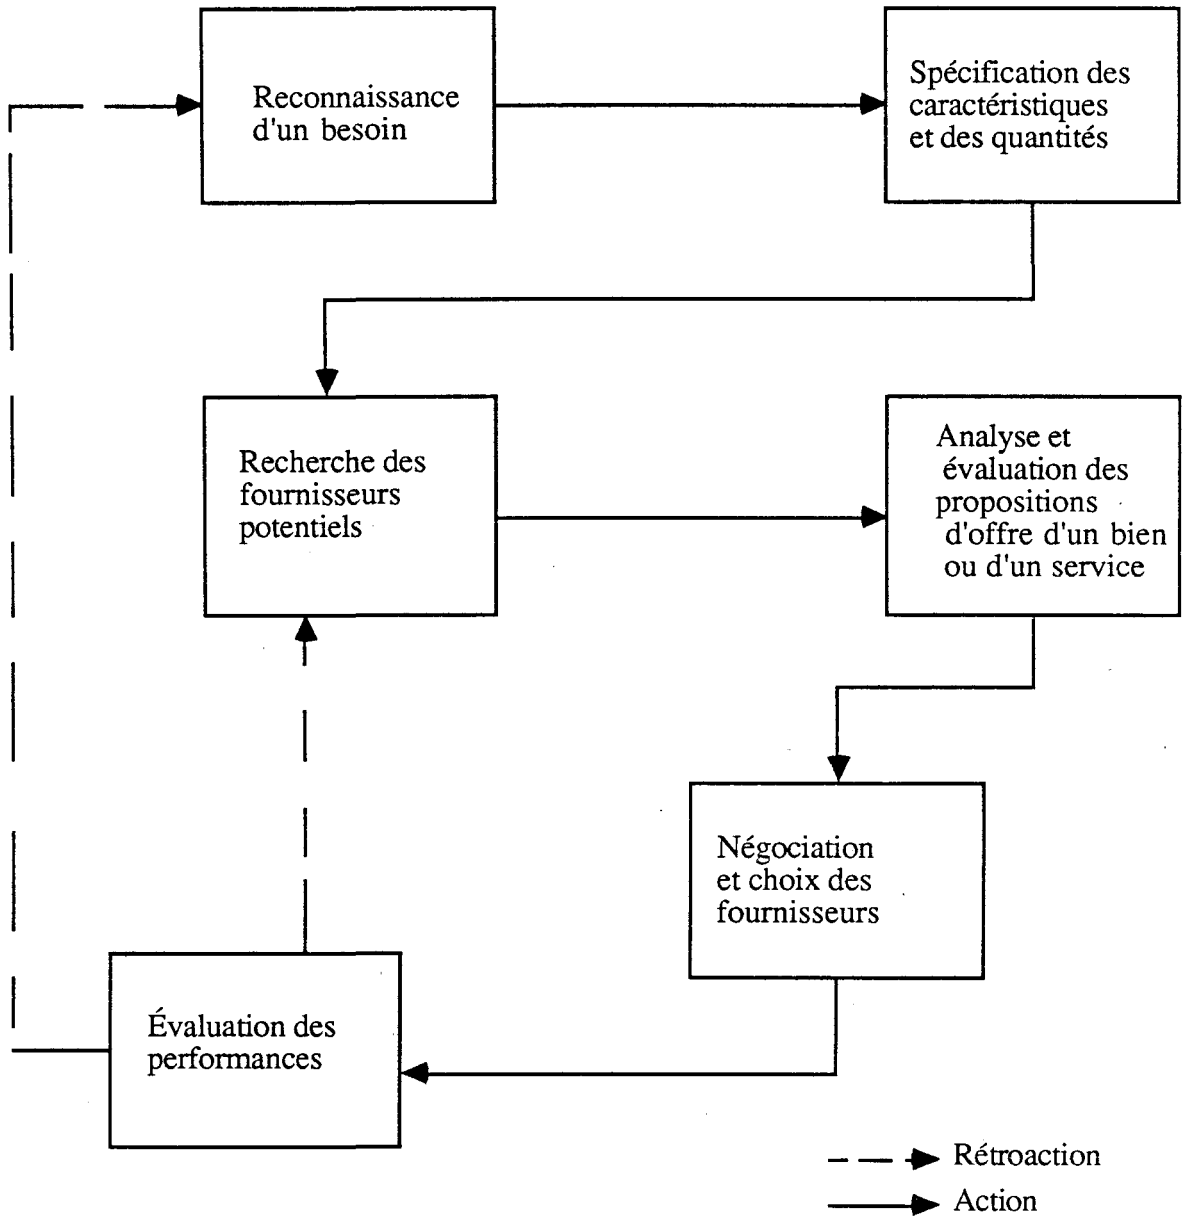 Reconnaissance
d'un besoin
Spécification des
caractéristiques
et des quantités
Recherche des
fournisseurs
potentiels
Analyse et
évaluation des
propositions
d'offre d'un bien
ou d'un service
Négociation
et choix des
fournisseurs
Évaluation des
performances
Rétroaction
Action